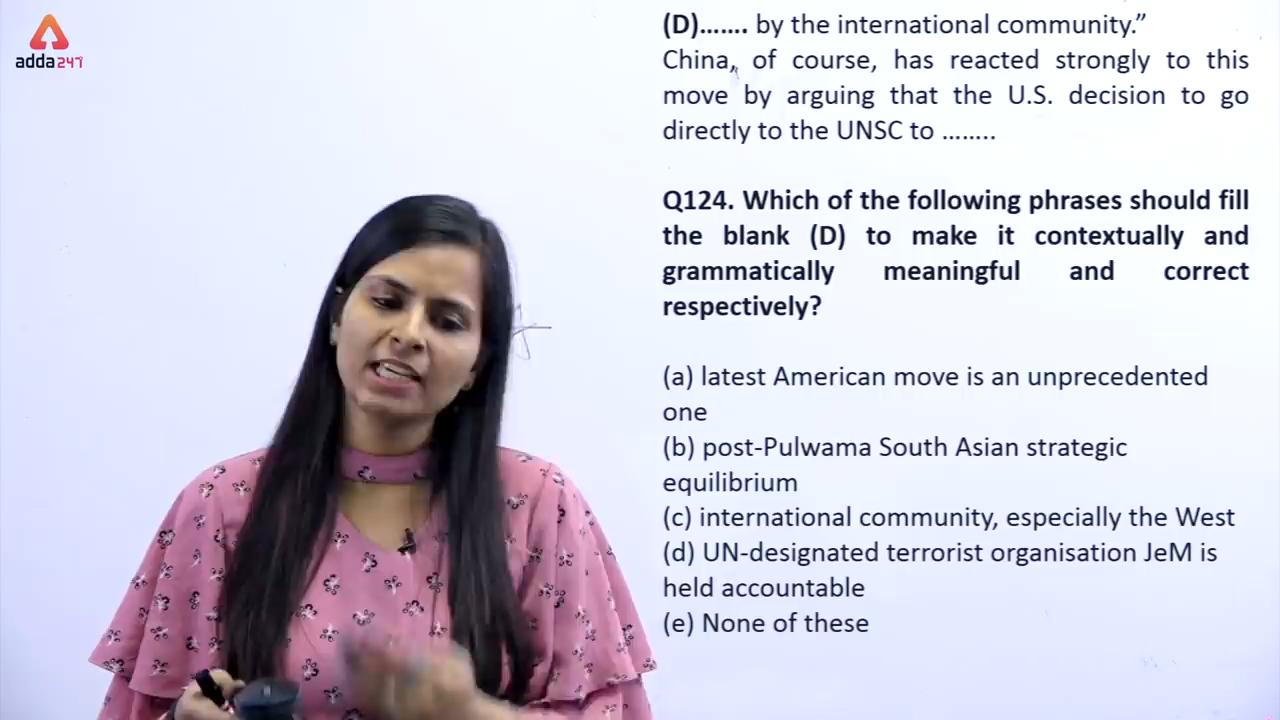 adda247
(D)....... by the international community.”
China, of course, has reacted strongly to this
move by arguing that the U.S. decision to go
directly to the UNSC to ........
Q124. Which of the following phrases should fill
the blank (D) to make it contextually and
grammatically meaningful and correct
respectively?
(a) latest American move is an unprecedented
one
(b) post-Pulwama South Asian strategic
equilibrium
(c) international community, especially the West
(d) UN-designated terrorist organisation JeM is
held accountable
(e) None of these